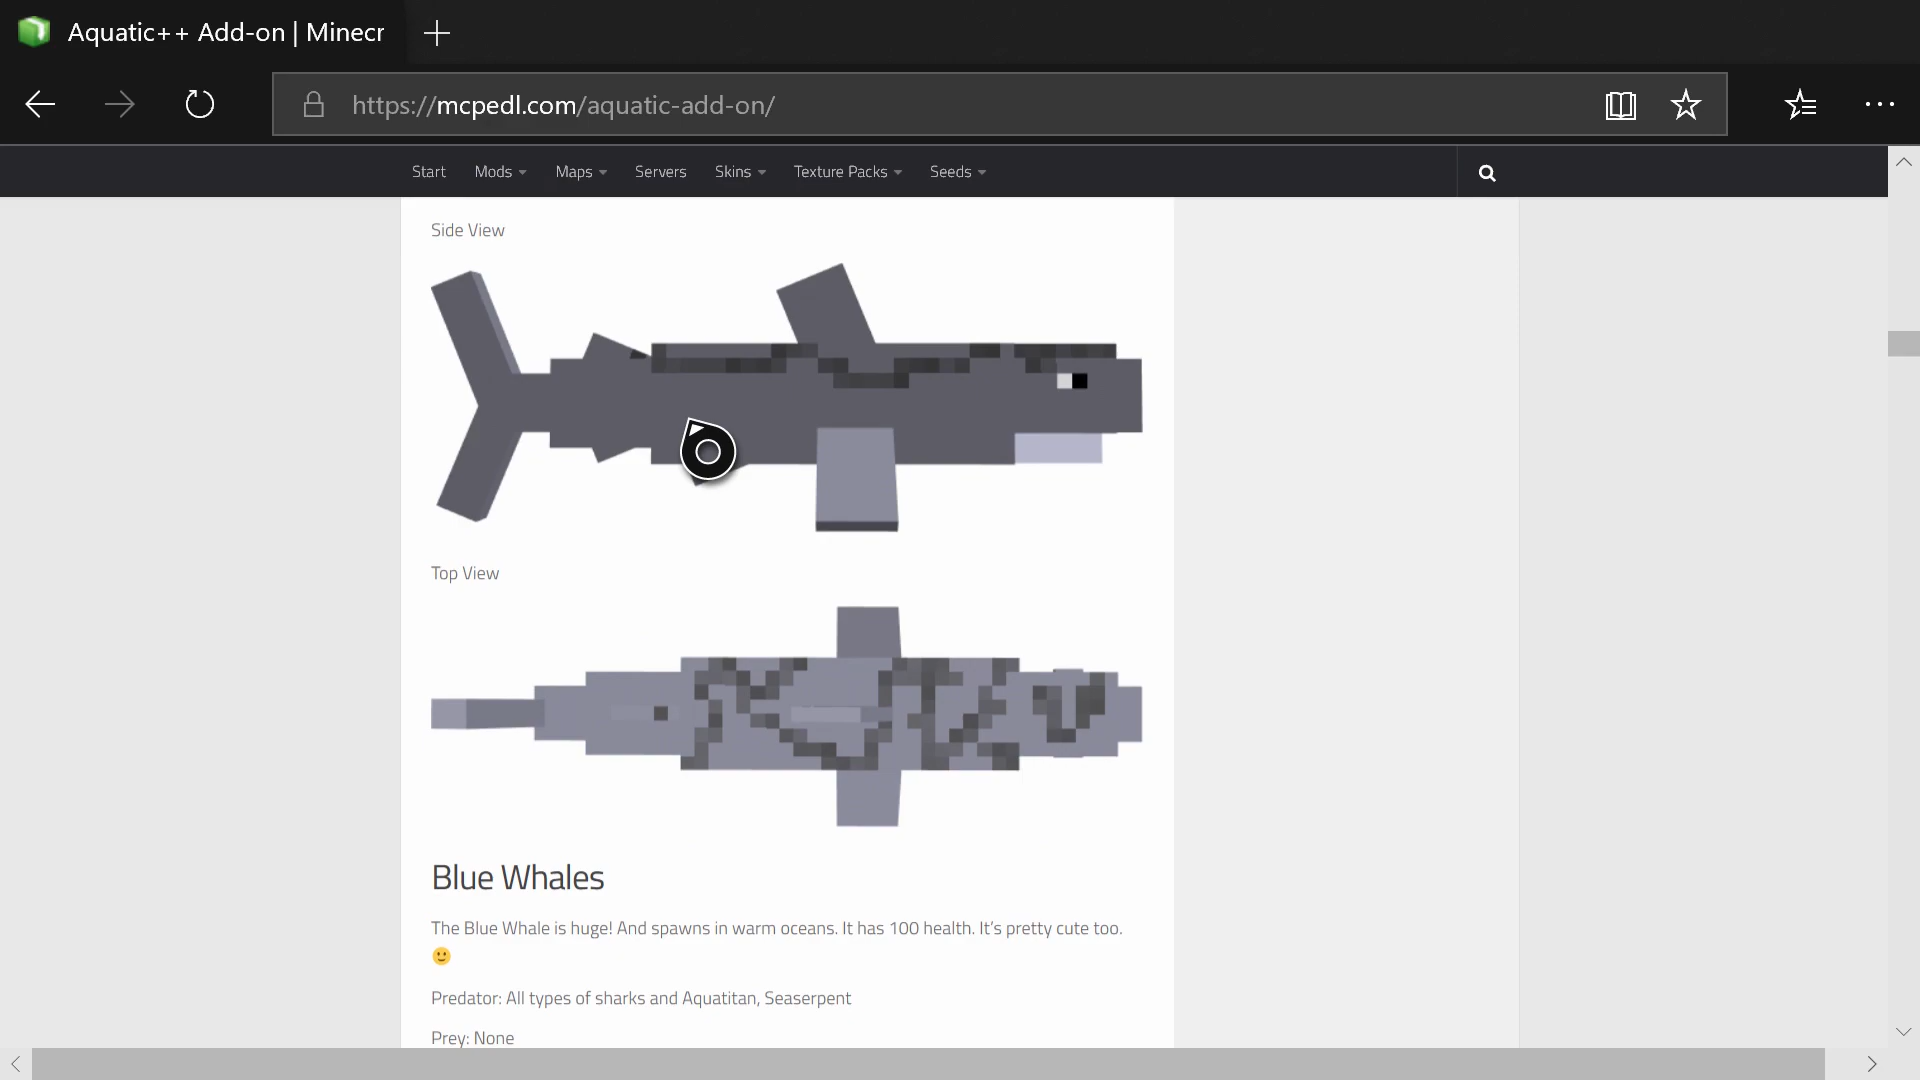 Aquatic++ Add-on | Minecr
https://mcpedl.com/aquatic-add-on/
Start Mods Maps Servers Skins Texture Packs Seeds
Side View
Top View
Blue Whales
The Blue Whale is huge! And spawns in warm oceans. It has 100 health. It's pretty cute too.
🙂
Predator: All types of sharks and Aquatitan, Seaserpent
Prey: None